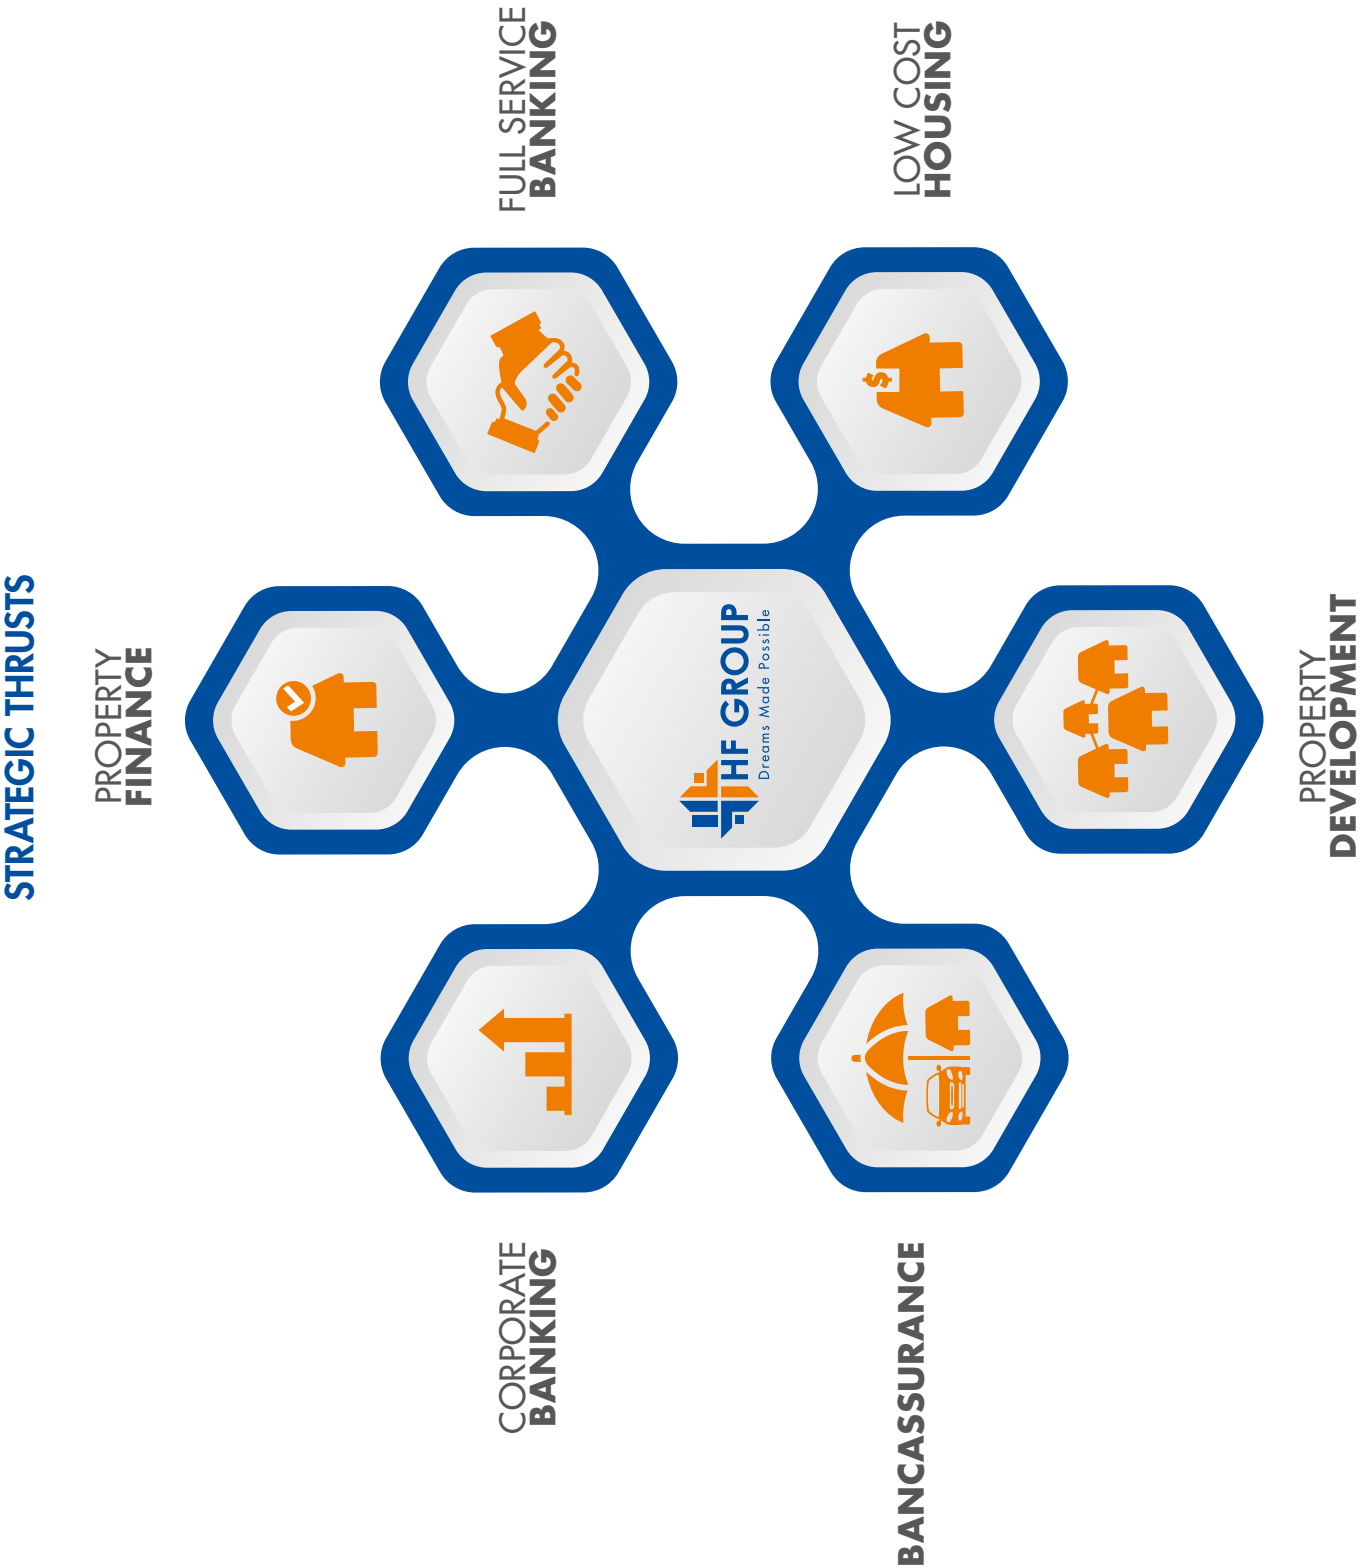 STRATEGIC THRUSTS
PROPERTY
FINANCE
CORPORATE
BANKING
FULL SERVICE
BANKING
HF GROUP
Dreams Made Possible
BANCASSURANCE
LOW COST
HOUSING
$
PROPERTY
DEVELOPMENT